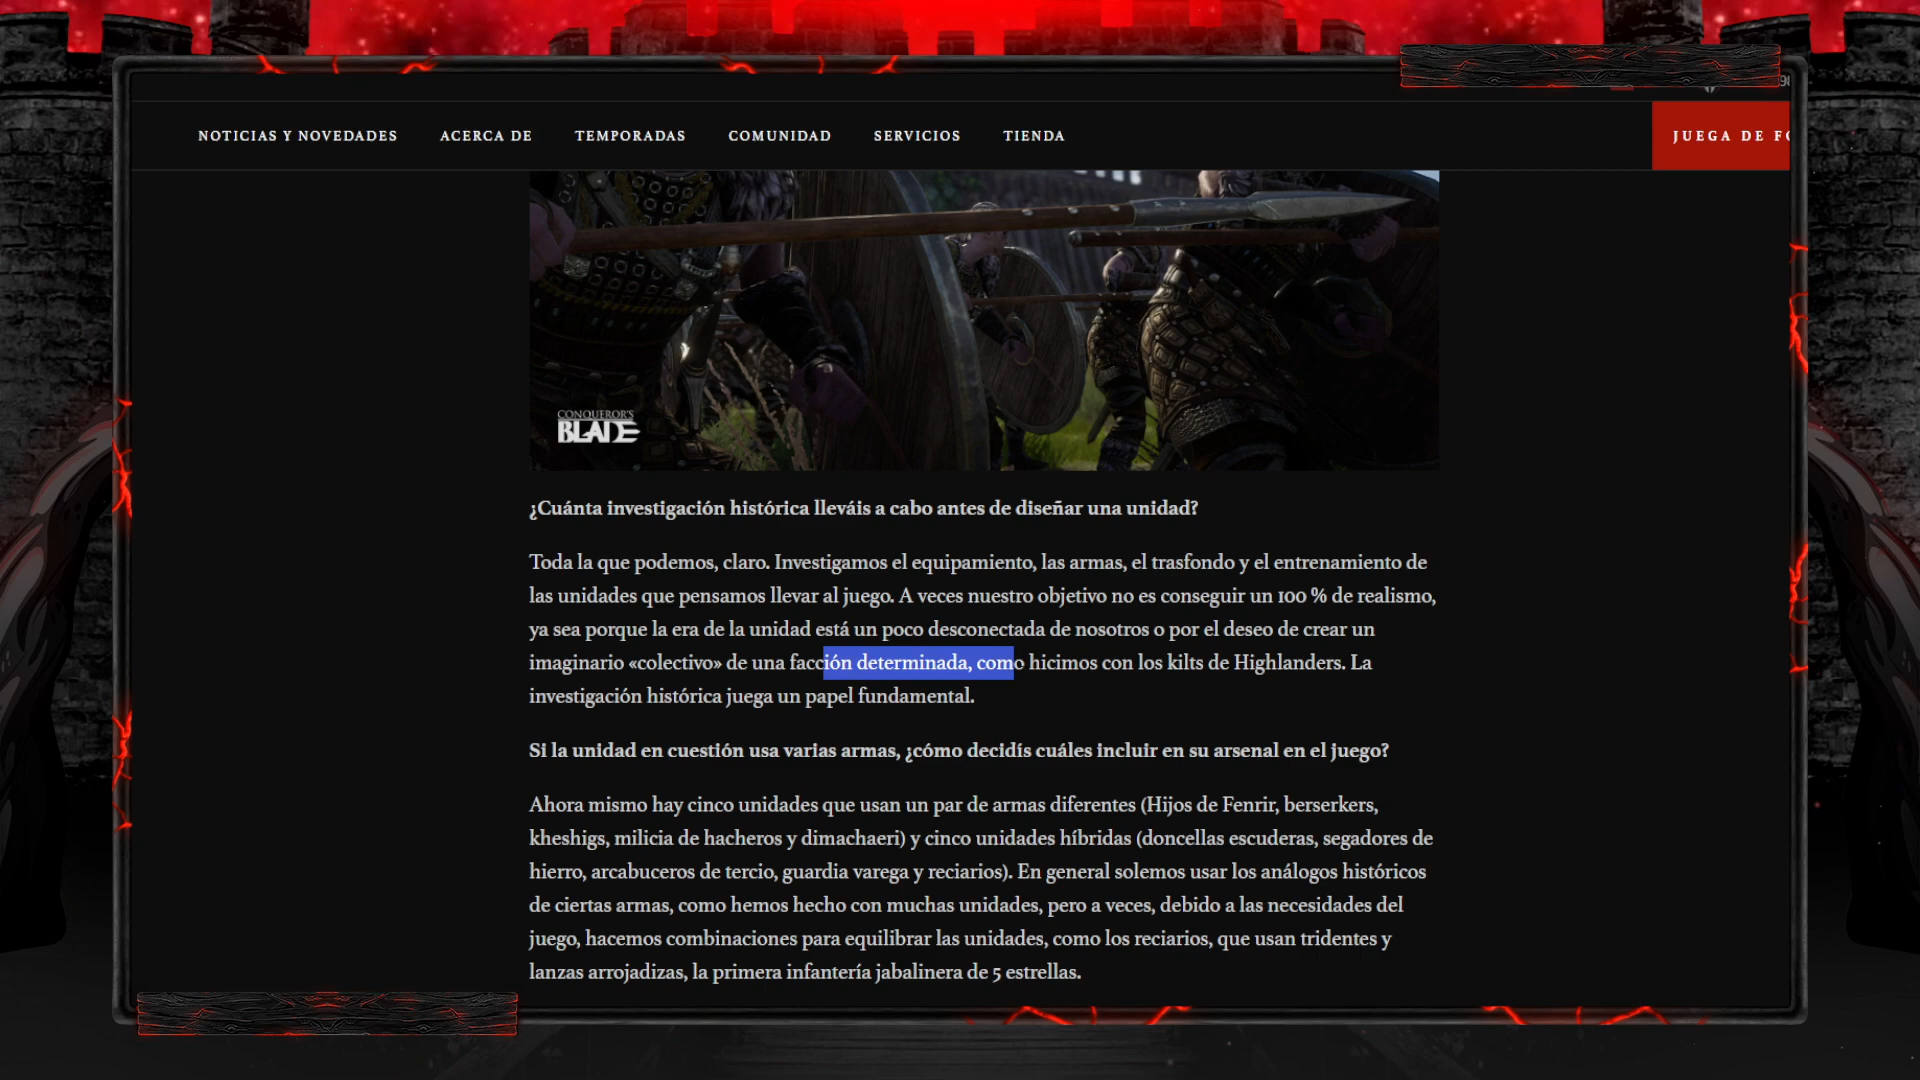 NOTICIAS Y NOVEDADES ACERCA DE TEMPORADAS COMUNIDAD SERVICIOS TIENDA JUEGA DE
CONQUEROR'S
BLADE
¿Cuánta investigación histórica lleváis a cabo antes de diseñar una unidad?
Toda la que podemos, claro. Investigamos el equipamiento, las armas, el trasfondo y el entrenamiento de
las unidades que pensamos llevar al juego. A veces nuestro objetivo no es conseguir un 100 % de realismo,
ya sea porque la era de la unidad está un poco desconectada de nosotros o por el deseo de crear un
imaginario «colectivo» de una facción determinada, como hicimos con los kilts de Highlanders. La
investigación histórica juega un papel fundamental.
Si la unidad en cuestión usa varias armas, ¿cómo decidís cuáles incluir en su arsenal en el juego?
Ahora mismo hay cinco unidades que usan un par de armas diferentes (Hijos de Fenrir, berserkers,
kheshigs, milicia de hacheros y dimachaeri) y cinco unidades híbridas (doncellas escuderas, segadores de
hierro, arcabuceros de tercio, guardia varega y reciarios). En general solemos usar los análogos históricos
de ciertas armas, como hemos hecho con muchas unidades, pero a veces, debido a las necesidades del
juego, hacemos combinaciones para equilibrar las unidades, como los reciarios, que usan tridentes y
lanzas arrojadizas, la primera infantería jabalinera de 5 estrellas.